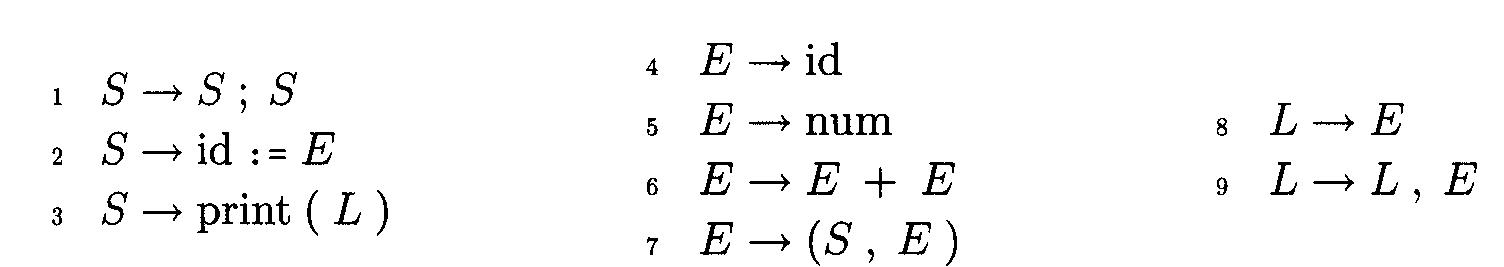 1 S → S ; S
2 S → id := E
3 S → print ( L )
4 E → id
5 E → num
6 E → E + E
7 E → (S , E )
8 L → E
9 L → L , E